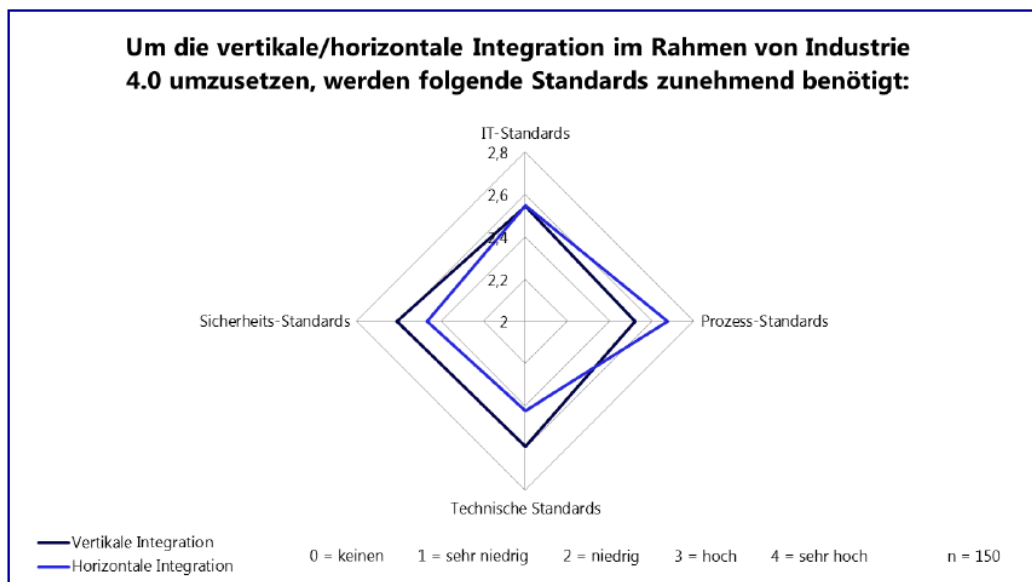 Um die vertikale/horizontale Integration im Rahmen von Industrie
4.0 umzusetzen, werden folgende Standards zunehmend benötigt:
IT-Standards
2,8
2,6
2,4
2,2
Sicherheits-Standards
2
Prozess-Standards
Technische Standards
Vertikale Integration
Horizontale Integration
0 = keinen 1 = sehr niedrig 2 = niedrig 3 = hoch 4 = sehr hoch n = 150